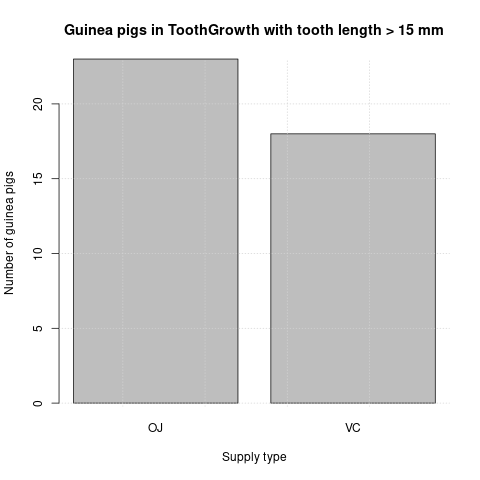 Guinea pigs in ToothGrowth with tooth length > 15 mm
Number of guinea pigs
20
15
10
5
0
OJ VC
Supply type